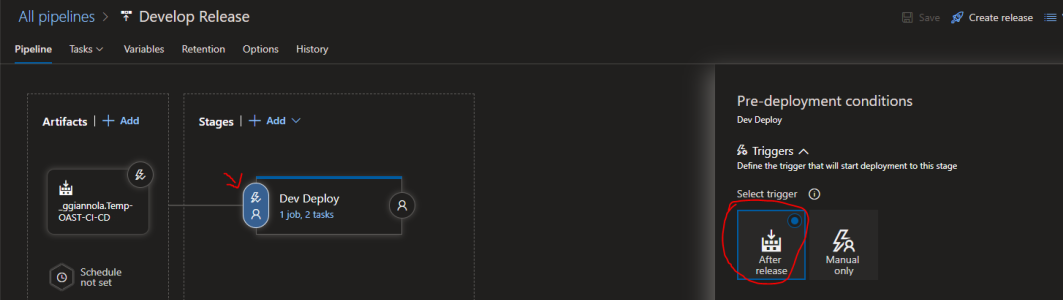 All pipelines > Develop Release
Save Create release
Pipeline Tasks Variables Retention Options History
Artifacts | + Add
Stages | + Add
_ggiannola.Temp-
OAST-CI-CD
Schedule
not set
Dev Deploy
1 job, 2 tasks
Pre-deployment conditions
Dev Deploy
Triggers
Define the trigger that will start deployment to this stage
Select trigger
After
release
Manual
only